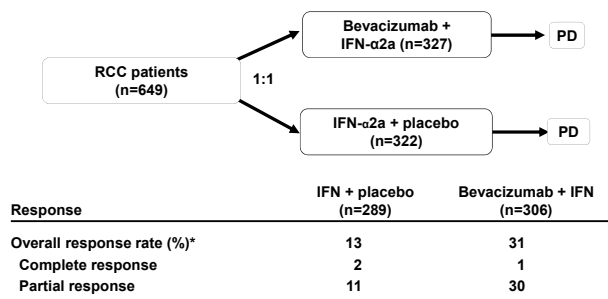 Bevacizumab +
IFN-α2a (n=327)
PD
RCC patients
(n=649)
1:1
IFN-α2a + placebo
(n=322)
PD
Response
IFN + placebo
(n=289)
Bevacizumab + IFN
(n=306)
Overall response rate (%)* 13 31
Complete response 2 1
Partial response 11 30